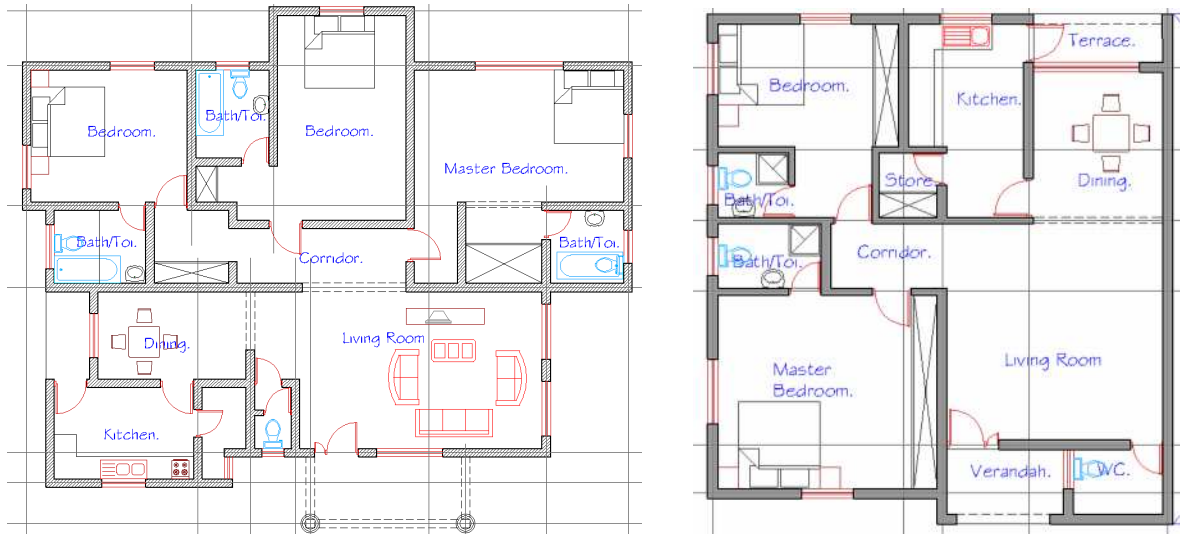 Bedroom.
Bath/Toi.
Bedroom.
Master Bedroom.
Bath/Toi.
Bath/Toi.
Corridor.
Dining.
Living Room
Kitchen.
Bedroom.
Kitchen.
Terrace.
Store.
Dining.
Bath/Toi.
Bath/Toi.
Corridor.
Living Room
Master
Bedroom.
Verandah.
WC.